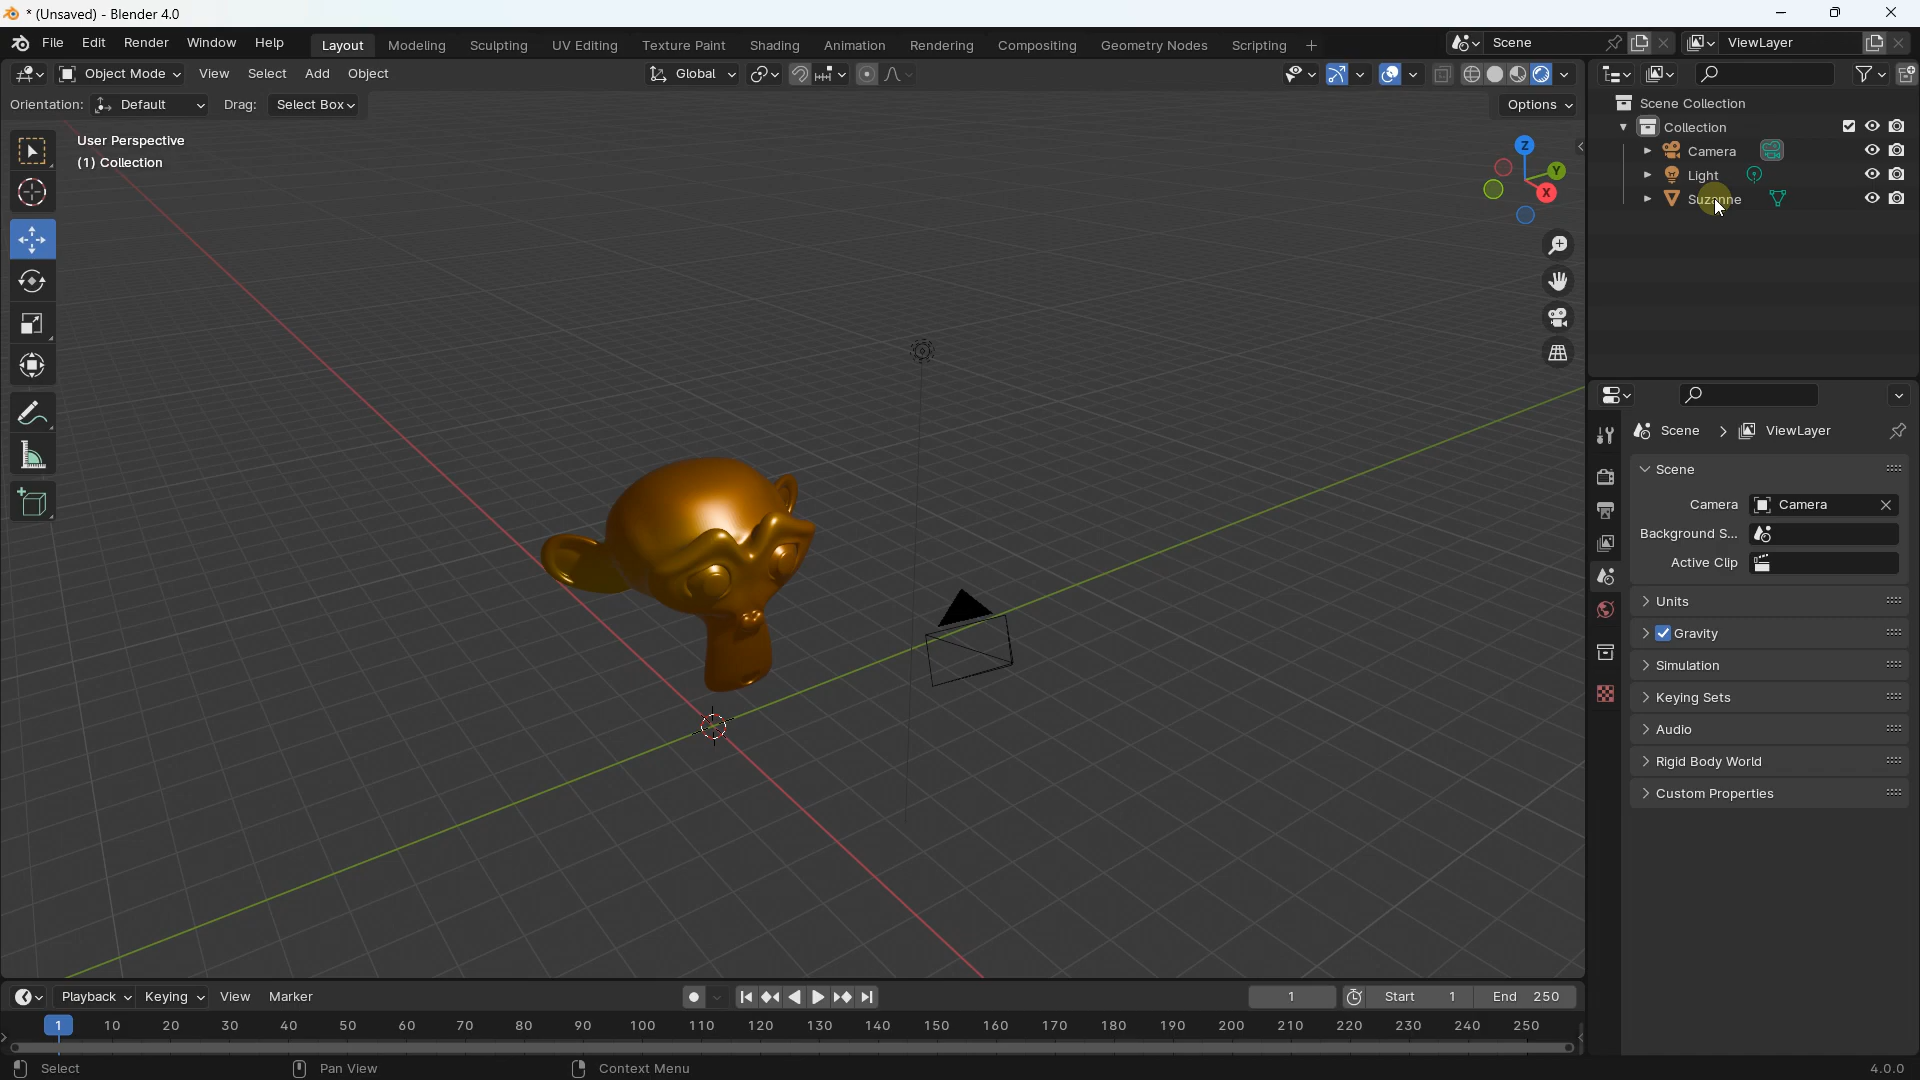 * (Unsaved) - Blender 4.0
File Edit Render Window Help Layout Modeling Sculpting UV Editing Texture Paint Shading Animation Rendering Compositing Geometry Nodes Scripting + Scene ViewLayer
Object Mode View Select Add Object Global
Orientation: Default Drag: Select Box Options
User Perspective
(1) Collection
Z
Y
X
Scene Collection
Collection
Camera
Light
Suzanne
Scene > ViewLayer
Scene
Camera Camera
Background S...
Active Clip
Units
Gravity
Simulation
Keying Sets
Audio
Rigid Body World
Custom Properties
Playback Keying View Marker 1 Start 1 End 250
1 10 20 30 40 50 60 70 80 90 100 110 120 130 140 150 160 170 180 190 200 210 220 230 240 250
Select Pan View Context Menu 4.0.0